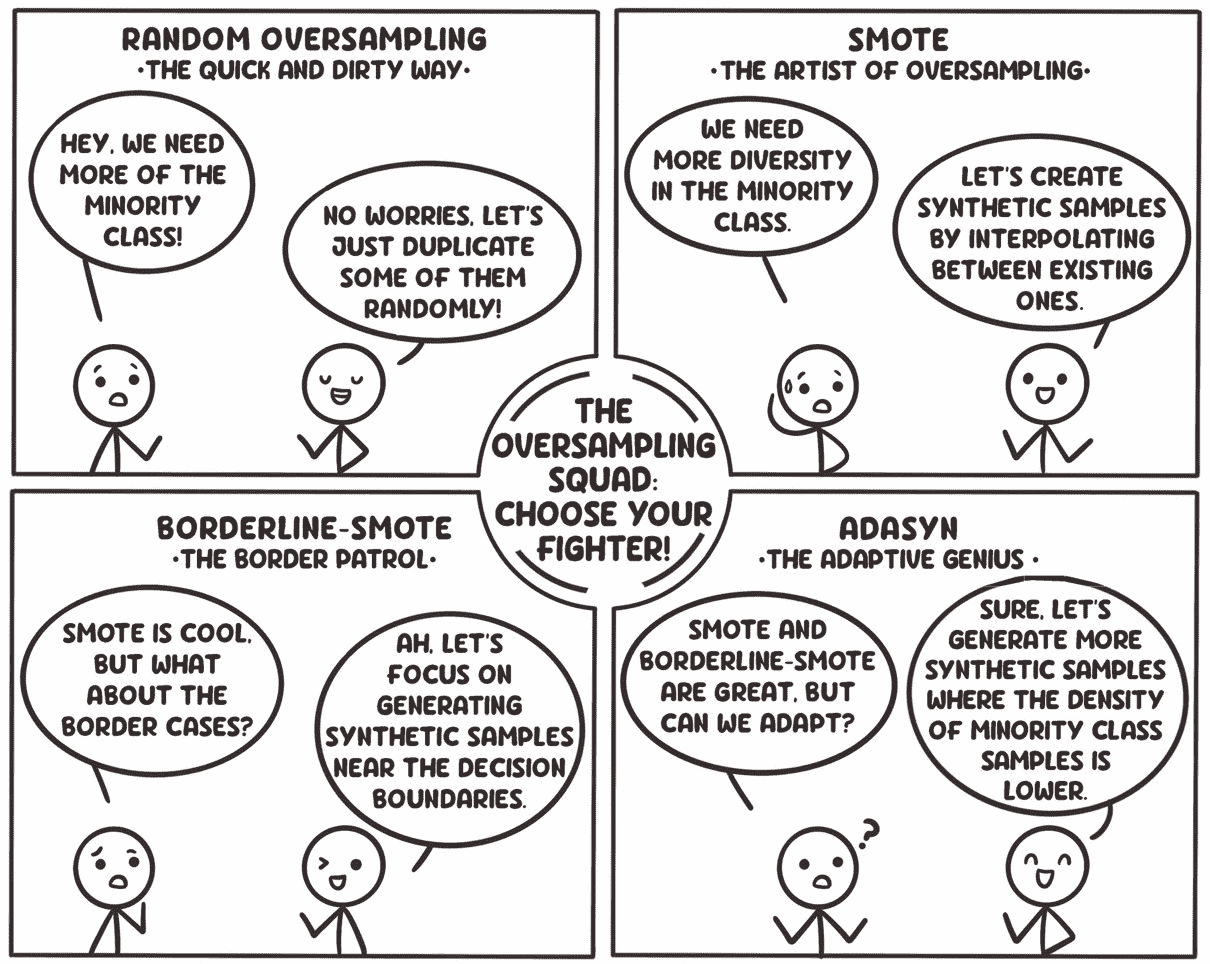 RANDOM OVERSAMPLING
·THE QUICK AND DIRTY WAY·
HEY, WE NEED
MORE OF THE
MINORITY
CLASS!
NO WORRIES, LET'S
JUST DUPLICATE
SOME OF THEM
RANDOMLY!
SMOTE
·THE ARTIST OF OVERSAMPLING·
WE NEED
MORE DIVERSITY
IN THE MINORITY
CLASS.
LET'S CREATE
SYNTHETIC SAMPLES
BY INTERPOLATING
BETWEEN EXISTING
ONES.
THE
OVERSAMPLING
SQUAD:
CHOOSE YOUR
FIGHTER!
BORDERLINE-SMOTE
·THE BORDER PATROL·
SMOTE IS COOL,
BUT WHAT
ABOUT THE
BORDER CASES?
AH, LET'S
FOCUS ON
GENERATING
SYNTHETIC SAMPLES
NEAR THE DECISION
BOUNDARIES.
ADASYN
·THE ADAPTIVE GENIUS ·
SMOTE AND
BORDERLINE-SMOTE
ARE GREAT, BUT
CAN WE ADAPT?
SURE, LET'S
GENERATE MORE
SYNTHETIC SAMPLES
WHERE THE DENSITY
OF MINORITY CLASS
SAMPLES IS
LOWER.
?